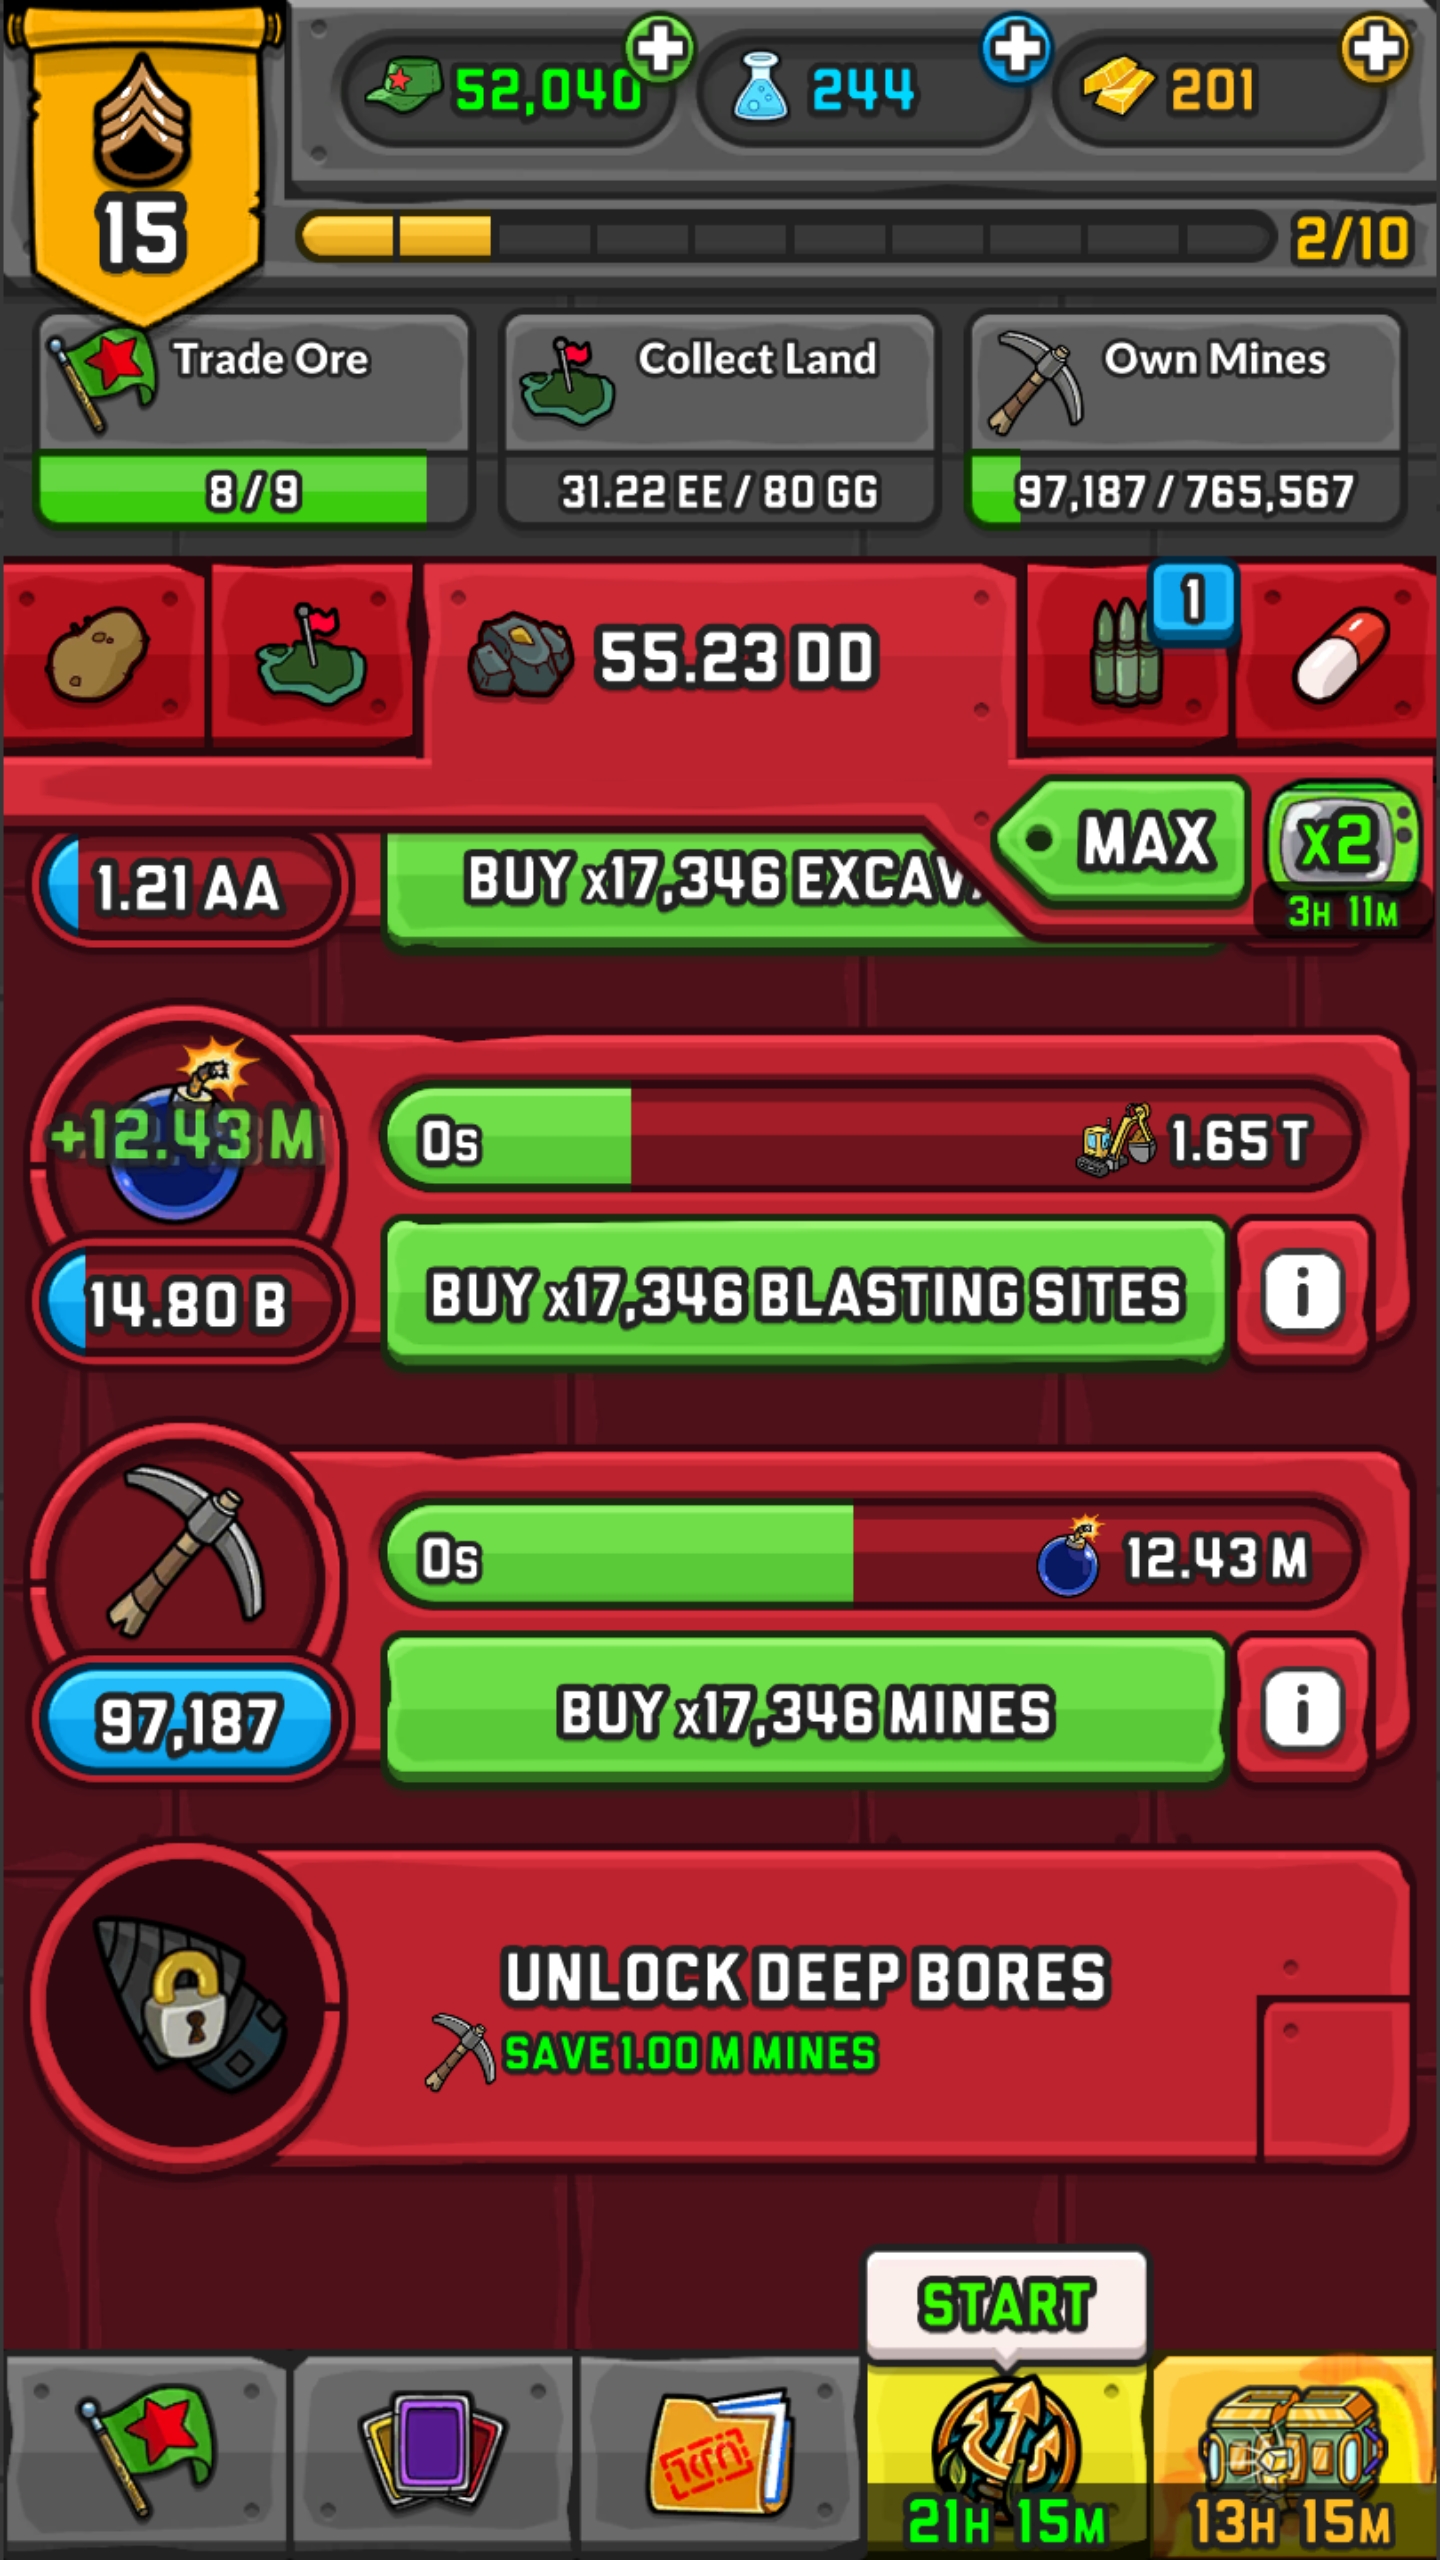 52,040
244
201
15
2/10
Trade Ore
Collect Land
Own Mines
8/9
31.22 EE / 80 GG
97,187 / 765,567
55.23 DD
1
MAX
x2
3H 11M
1.21 AA
BUY x17,346
+12.43 M
0s
1.65 T
14.80 B
BUY x17,346 BLASTING SITES
i
0s
12.43 M
97,187
BUY x17,346 MINES
i
UNLOCK DEEP BORES
SAVE 1.00 M MINES
START
21H 15M
13H 15M